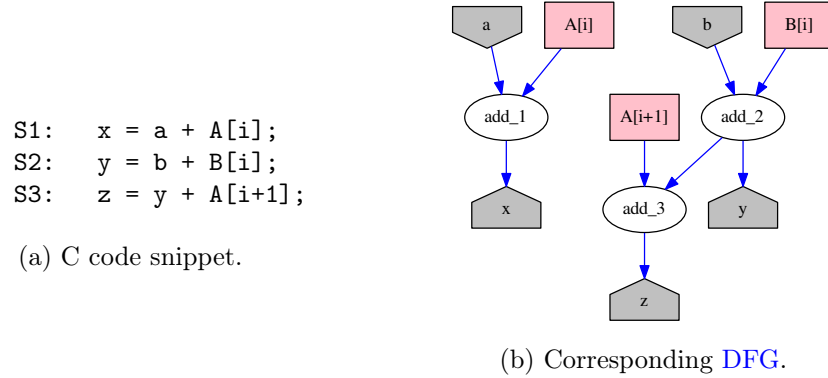 S1: x = a + A[i];
S2: y = b + B[i];
S3: z = y + A[i+1];
(a) C code snippet.
a A[i] b B[i]
add_1 A[i+1] add_2
x add_3 y
z
(b) Corresponding DFG.